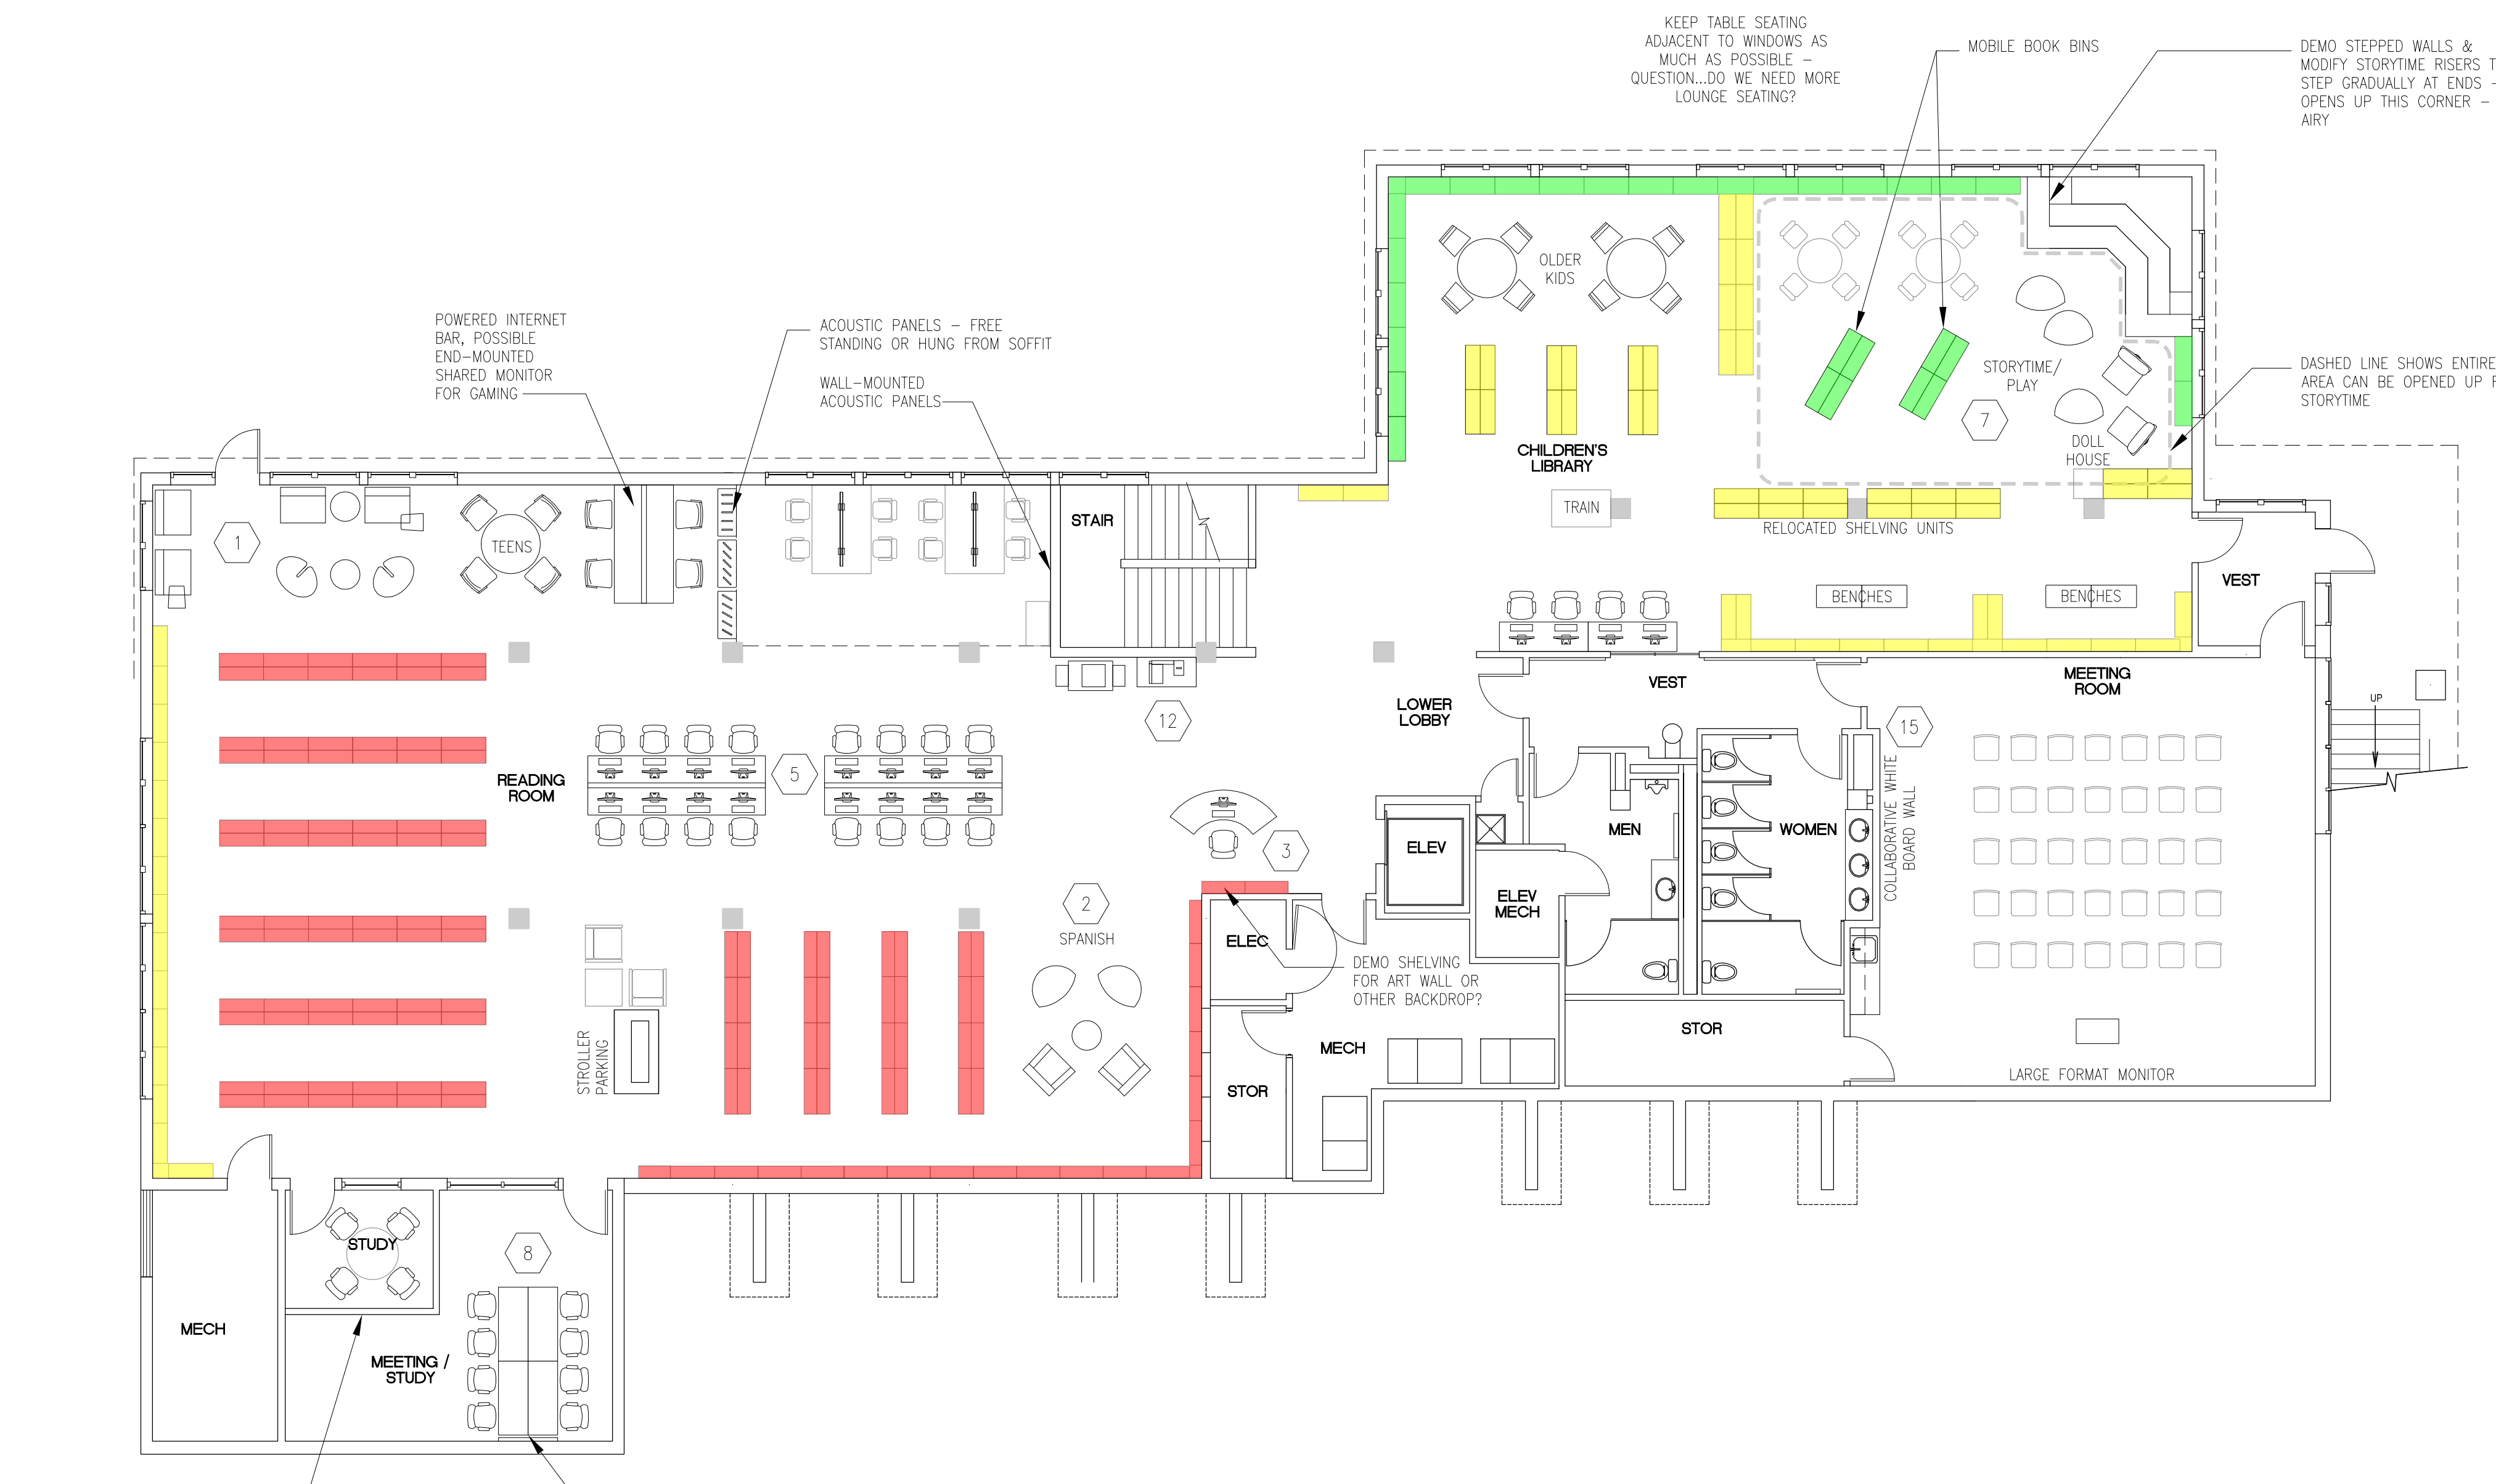 KEEP TABLE SEATING
ADJACENT TO WINDOWS AS
MUCH AS POSSIBLE –
QUESTION...DO WE NEED MORE
LOUNGE SEATING?
MOBILE BOOK BINS
DEMO STEPPED WALLS &
MODIFY STORYTIME RISERS T
STEP GRADUALLY AT ENDS -
OPENS UP THIS CORNER –
AIRY
POWERED INTERNET
BAR, POSSIBLE
END–MOUNTED
SHARED MONITOR
FOR GAMING
ACOUSTIC PANELS – FREE
STANDING OR HUNG FROM SOFFIT
WALL–MOUNTED
ACOUSTIC PANELS
OLDER
KIDS
STORYTIME/
PLAY
7
DASHED LINE SHOWS ENTIRE
AREA CAN BE OPENED UP F
STORYTIME
DOLL
HOUSE
CHILDREN'S
LIBRARY
TRAIN
RELOCATED SHELVING UNITS
1
TEENS
STAIR
BENCHES
BENCHES
VEST
VEST
MEETING
ROOM
UP
LOWER
LOBBY
12
15
READING
ROOM
5
3
ELEV
MEN
WOMEN
COLLABORATIVE WHITE
BOARD WALL
ELEV
MECH
2
SPANISH
ELEC
DEMO SHELVING
FOR ART WALL OR
OTHER BACKDROP?
STROLLER
PARKING
STOR
MECH
STOR
LARGE FORMAT MONITOR
STUDY
8
MECH
MEETING /
STUDY